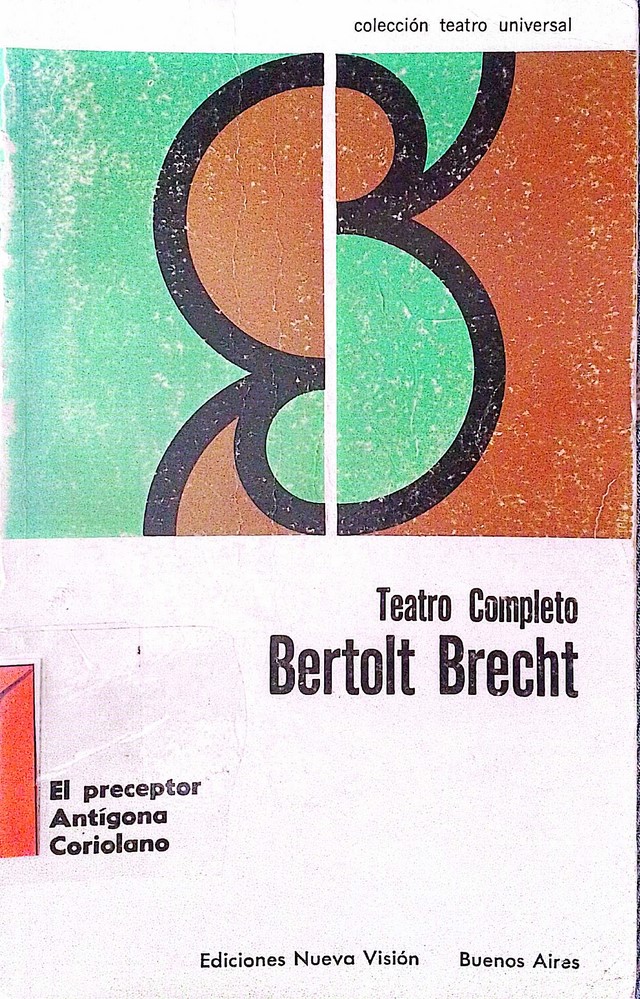 colección teatro universal
Teatro Completo
Bertolt Brecht
El preceptor
Antígona
Coriolano
Ediciones Nueva Visión Buenos Aires